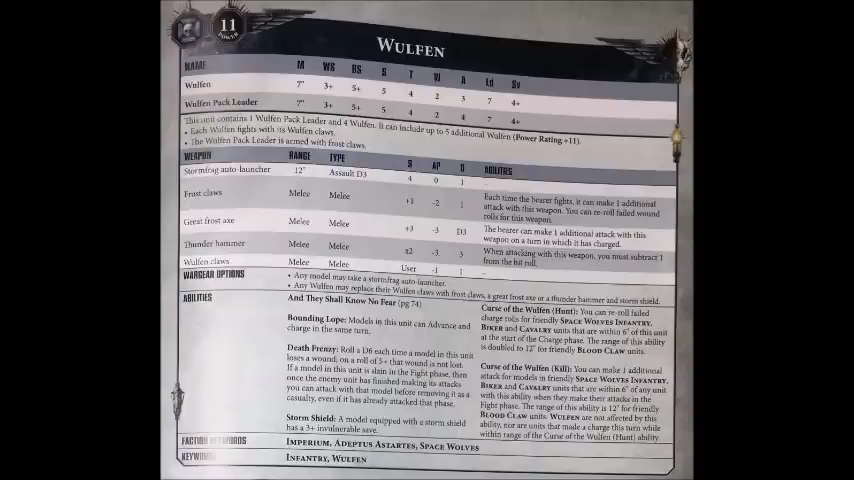 11
POWER
WULFEN
NAME M WS BS S T W A Ld Sv
Wulfen 7" 3+ 5+ 5 4 2 3 7 4+
Wulfen Pack Leader 7" 3+ 5+ 5 4 2 4 7 4+
This unit contains 1 Wulfen Pack Leader and 4 Wulfen. It can include up to 5 additional Wulfen (Power Rating +11).
• Each Wulfen fights with its Wulfen claws.
• The Wulfen Pack Leader is armed with frost claws.
WEAPON RANGE TYPE S AP D ABILITIES
Stormfrag auto-launcher 12" Assault D3 4 0 1 -
Frost claws Melee Melee +1 -2 1 Each time the bearer fights, it can make 1 additional
attack with this weapon. You can re-roll failed wound
rolls for this weapon.
Great frost axe Melee Melee +3 -3 D3 The bearer can make 1 additional attack with this
weapon on a turn in which it has charged.
Thunder hammer Melee Melee x2 -3 3 When attacking with this weapon, you must subtract 1
from the hit roll.
Wulfen claws Melee Melee User -1 1 -
WARGEAR OPTIONS • Any model may take a stormfrag auto-launcher.
• Any Wulfen may replace their Wulfen claws with frost claws, a great frost axe or a thunder hammer and storm shield.
ABILITIES And They Shall Know No Fear (pg 74)
Bounding Lope: Models in this unit can Advance and
charge in the same turn.
Death Frenzy: Roll a D6 each time a model in this unit
loses a wound, on a roll of 5+ that wound is not lost.
If a model in this unit is slain in the Fight phase, then
once the enemy unit has finished making its attacks
you can attack with that model before removing it as a
casualty, even if it has already attacked that phase.
Storm Shield: A model equipped with a storm shield
has a 3+ invulnerable save.
Curse of the Wulfen (Hunt): You can re-roll failed
charge rolls for friendly SPACE WOLVES INFANTRY,
BIKER and CAVALRY units that are within 6" of this unit
at the start of the Charge phase. The range of this ability
is doubled to 12" for friendly BLOOD CLAW units.
Curse of the Wulfen (Kill): You can make 1 additional
attack for models in friendly SPACE WOLVES INFANTRY,
BIKER and CAVALRY units that are within 6" of any unit
with this ability when they make their attacks in the
Fight phase. The range of this ability is 12" for friendly
BLOOD CLAW units. WULFEN are not affected by this
ability, nor are units that made a charge this turn while
within range of the Curse of the Wulfen (Hunt) ability
FACTION KEYWORDS IMPERIUM, ADEPTUS ASTARTES, SPACE WOLVES
KEYWORDS INFANTRY, WULFEN